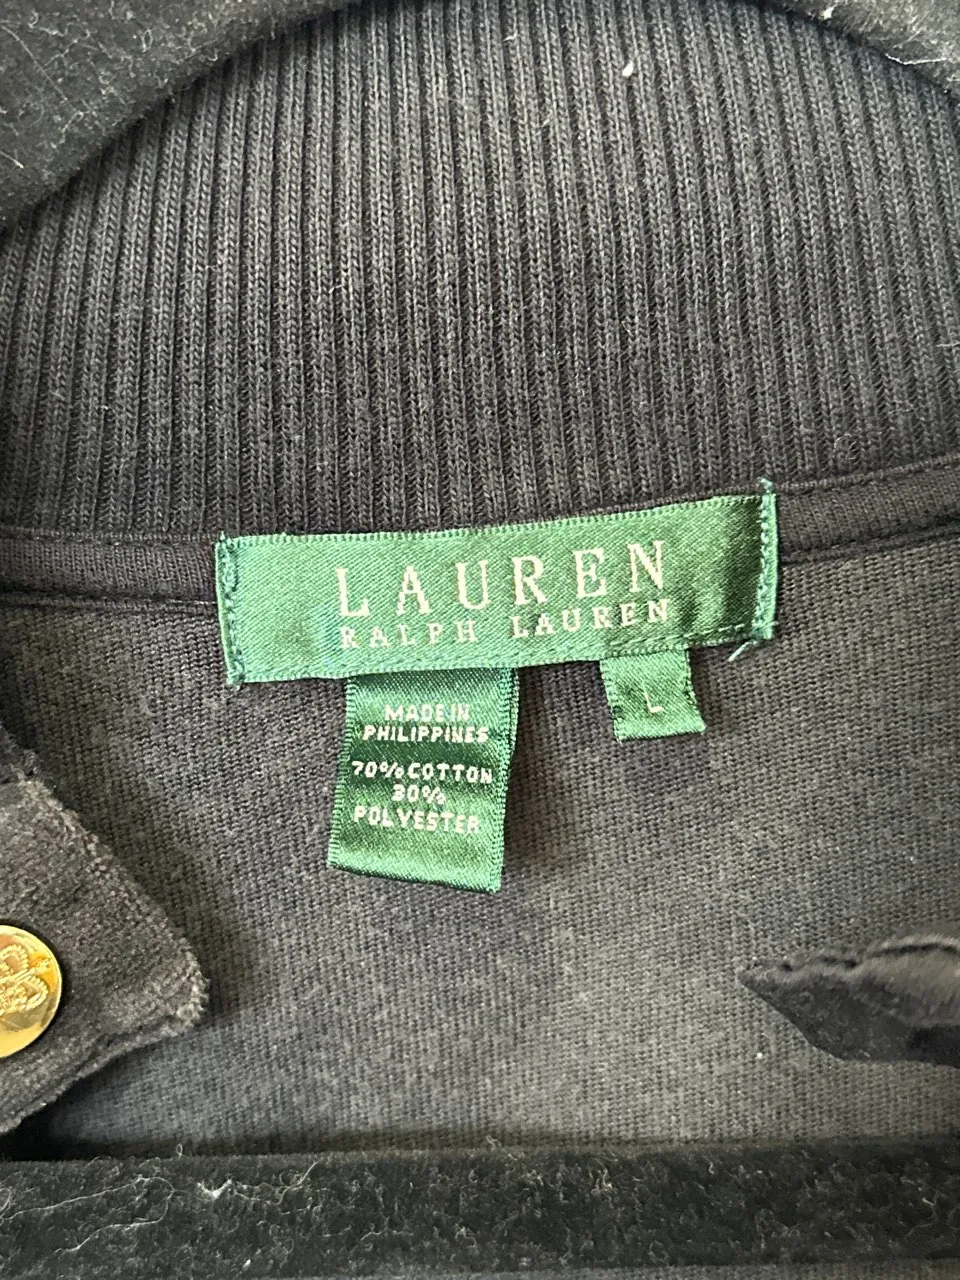 LAUREN
RALPH LAUREN
L
MADE IN
PHILIPPINES
70% COTTON
30%
POLYESTER